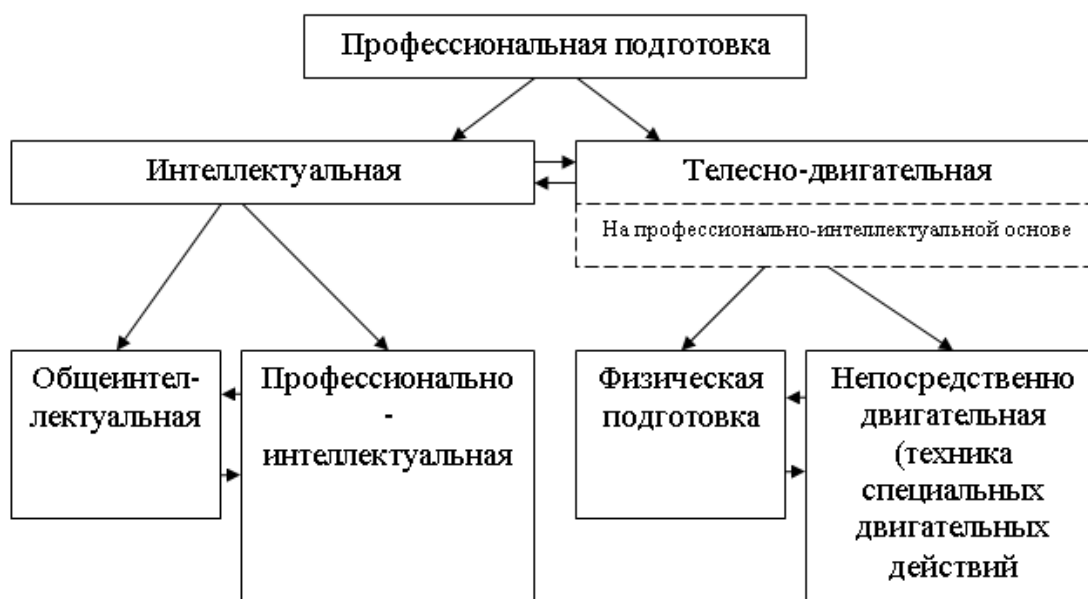 Профессиональная подготовка
Интеллектуальная
Телесно-двигательная
На профессионально-интеллектуальной основе
Общеинтел-
лектуальная
Профессионально
-
интеллектуальная
Физическая
подготовка
Непосредственно
двигательная
(техника
специальных
двигательных
действий